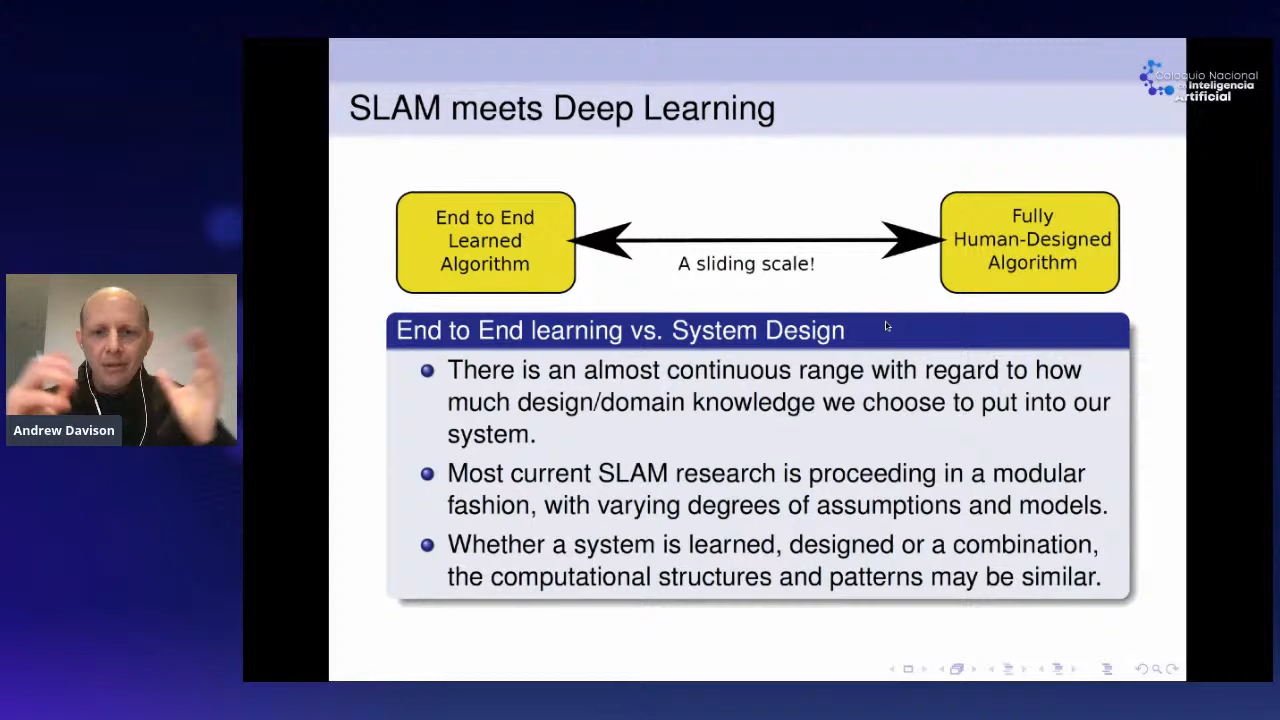 Coloquio Nacional
de Inteligencia
Artificial
SLAM meets Deep Learning
End to End
Learned
Algorithm
A sliding scale!
Fully
Human-Designed
Algorithm
End to End learning vs. System Design
There is an almost continuous range with regard to how
much design/domain knowledge we choose to put into our
system.
Most current SLAM research is proceeding in a modular
fashion, with varying degrees of assumptions and models.
Whether a system is learned, designed or a combination,
the computational structures and patterns may be similar.
Andrew Davison